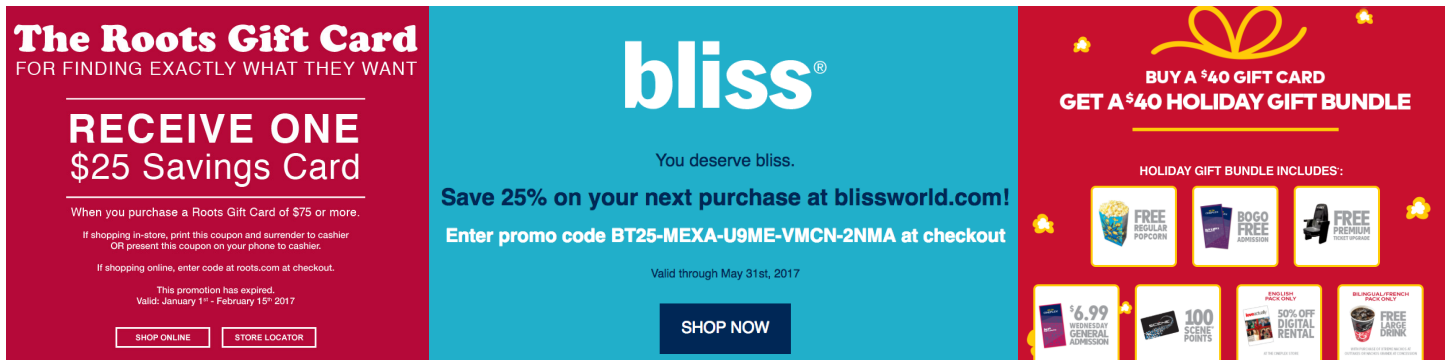 The Roots Gift Card
FOR FINDING EXACTLY WHAT THEY WANT
RECEIVE ONE
$25 Savings Card
When you purchase a Roots Gift Card of $75 or more.
If shopping in-store, print this coupon and surrender to cashier
OR present this coupon on your phone to cashier.
If shopping online, enter code at roots.com at checkout.
This promotion has expired.
Valid: January 1st - February 15th 2017
SHOP ONLINE
STORE LOCATOR
bliss®
You deserve bliss.
Save 25% on your next purchase at blissworld.com!
Enter promo code BT25-MEXA-U9ME-VMCN-2NMA at checkout
Valid through May 31st, 2017
SHOP NOW
BUY A $40 GIFT CARD
GET A $40 HOLIDAY GIFT BUNDLE
HOLIDAY GIFT BUNDLE INCLUDES*:
FREE
REGULAR
POPCORN
BOGO
FREE
ADMISSION
FREE
PREMIUM
TICKET UPGRADE
$6.99
WEDNESDAY
GENERAL
ADMISSION
SCENE
100
SCENE
POINTS
ENGLISH
PACK ONLY
50% OFF
DIGITAL
RENTAL
BILINGUAL/FRENCH
PACK ONLY
FREE
LARGE
DRINK